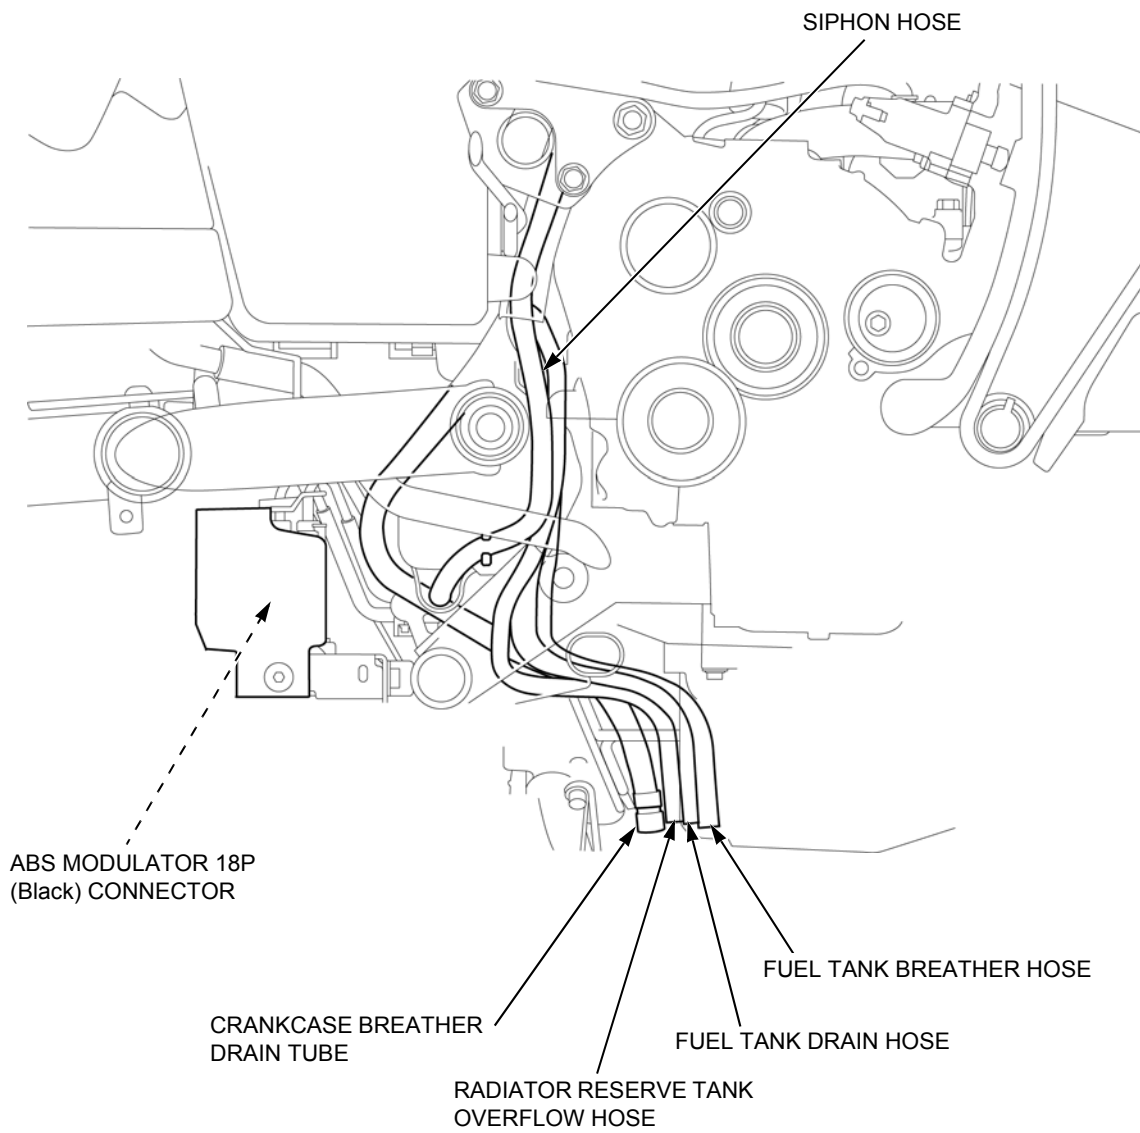 SIPHON HOSE
ABS MODULATOR 18P
(Black) CONNECTOR
FUEL TANK BREATHER HOSE
CRANKCASE BREATHER
DRAIN TUBE
FUEL TANK DRAIN HOSE
RADIATOR RESERVE TANK
OVERFLOW HOSE